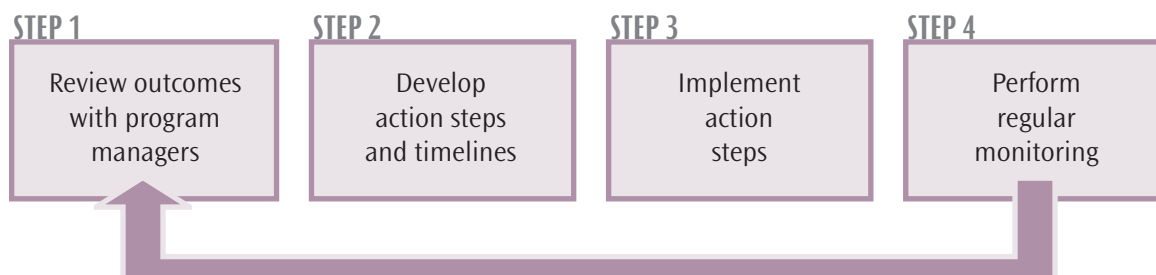 STEP 1
Review outcomes
with program
managers
STEP 2
Develop
action steps
and timelines
STEP 3
Implement
action
steps
STEP 4
Perform
regular
monitoring